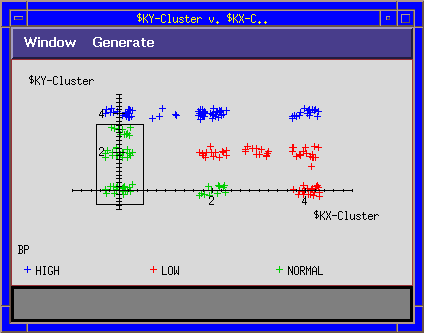 $KY-Cluster v. $KX-C..
Window Generate
$KY-Cluster
4
2
2 4
$KX-Cluster
BP
+ HIGH + LOW + NORMAL